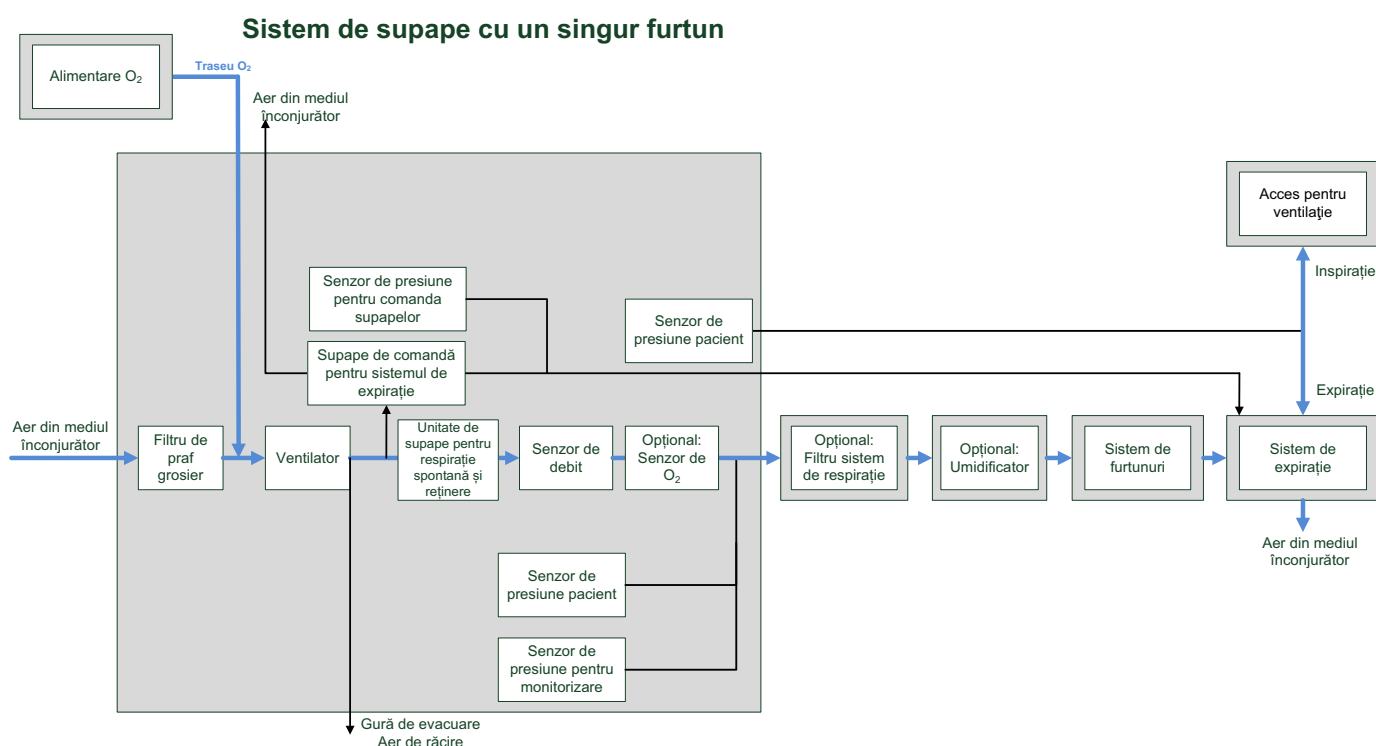 Sistem de supape cu un singur furtun
Alimentare O₂
Traseu O₂
Aer din mediul
înconjurător
Acces pentru
ventilaţie
Inspirație
Senzor de presiune
pentru comanda
supapelor
Senzor de
presiune pacient
Supape de comandă
pentru sistemul de
expirație
Expirație
Aer din mediul
înconjurător
Filtru de
praf
grosier
Ventilator
Unitate de
supape pentru
respirație
spontană și
reținere
Senzor de
debit
Opțional:
Senzor de
O₂
Opțional:
Filtru sistem
de respirație
Opțional:
Umidificator
Sistem de
furtunuri
Sistem de
expirație
Aer din mediul
înconjurător
Senzor de
presiune pacient
Senzor de
presiune pentru
monitorizare
Gură de evacuare
Aer de răcire